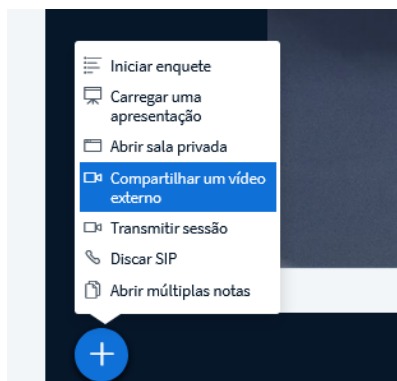 Iniciar enquete
Carregar uma
apresentação
Abrir sala privada
Compartilhar um vídeo
externo
Transmitir sessão
Discar SIP
Abrir múltiplas notas